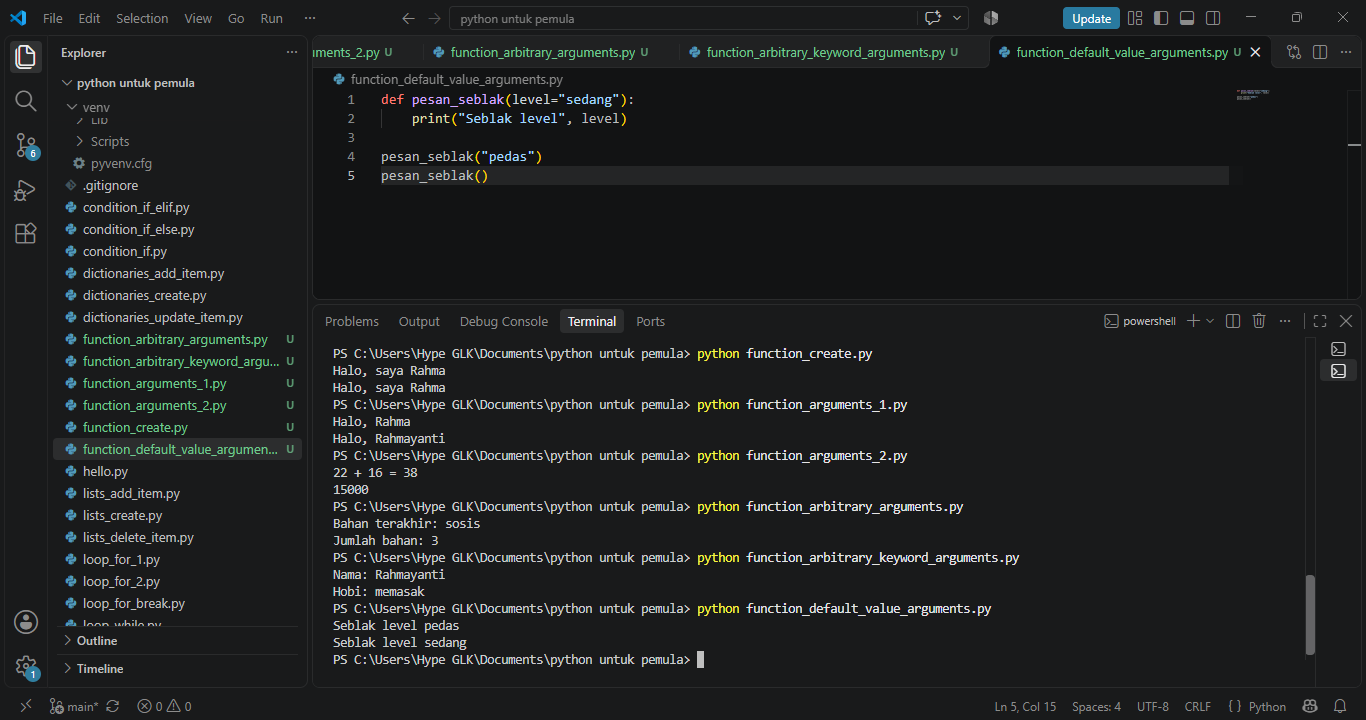 File Edit Selection View Go Run ···
python untuk pemula
Update
Explorer ···
python untuk pemula
venv
Lib
Scripts
pyvenv.cfg
.gitignore
condition_if_elif.py
condition_if_else.py
condition_if.py
dictionaries_add_item.py
dictionaries_create.py
dictionaries_update_item.py
function_arbitrary_arguments.py U
function_arbitrary_keyword_argu... U
function_arguments_1.py U
function_arguments_2.py U
function_create.py U
function_default_value_argumen... U
hello.py
lists_add_item.py
lists_create.py
lists_delete_item.py
loop_for_1.py
loop_for_2.py
loop_for_break.py
loop_while.py
Outline
Timeline
6
1
ments_2.py U function_arbitrary_arguments.py U function_arbitrary_keyword_arguments.py U function_default_value_arguments.py U
function_default_value_arguments.py
1 def pesan_seblak(level="sedang"):
2 print("Seblak level", level)
3
4 pesan_seblak("pedas")
5 pesan_seblak()
Problems Output Debug Console Terminal Ports powershell
PS C:\Users\Hype GLK\Documents\python untuk pemula> python function_create.py
Halo, saya Rahma
Halo, saya Rahma
PS C:\Users\Hype GLK\Documents\python untuk pemula> python function_arguments_1.py
Halo, Rahma
Halo, Rahmayanti
PS C:\Users\Hype GLK\Documents\python untuk pemula> python function_arguments_2.py
22 + 16 = 38
15000
PS C:\Users\Hype GLK\Documents\python untuk pemula> python function_arbitrary_arguments.py
Bahan terakhir: sosis
Jumlah bahan: 3
PS C:\Users\Hype GLK\Documents\python untuk pemula> python function_arbitrary_keyword_arguments.py
Nama: Rahmayanti
Hobi: memasak
PS C:\Users\Hype GLK\Documents\python untuk pemula> python function_default_value_arguments.py
Seblak level pedas
Seblak level sedang
PS C:\Users\Hype GLK\Documents\python untuk pemula>
main* 0 0 Ln 5, Col 15 Spaces: 4 UTF-8 CRLF {} Python